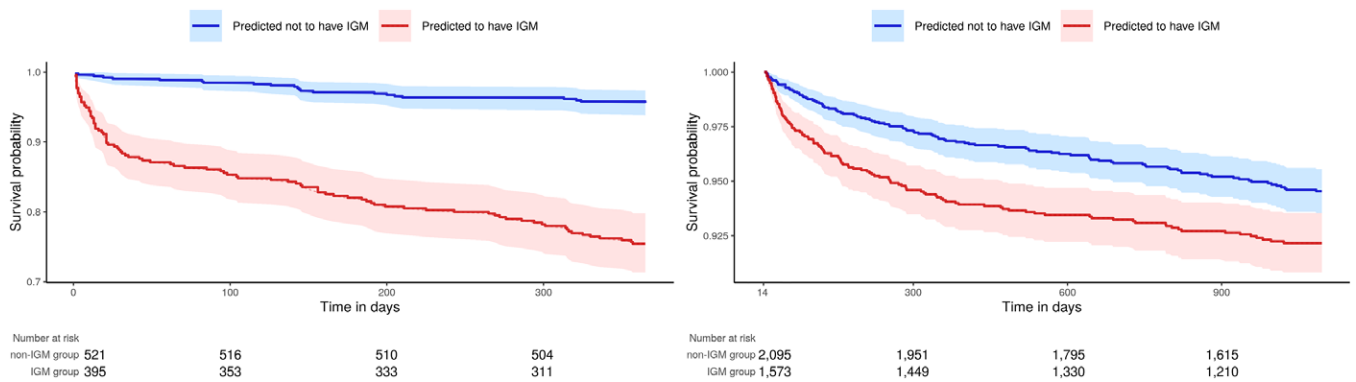 Predicted not to have IGM Predicted to have IGM
1.0
0.9
0.8
0.7
Survival probability
0 100 200 300
Time in days
Number at risk
non-IGM group 521 516 510 504
IGM group 395 353 333 311
Predicted not to have IGM Predicted to have IGM
1.000
0.975
0.950
0.925
Survival probability
14 300 600 900
Time in days
Number at risk
non-IGM group 2,095 1,951 1,795 1,615
IGM group 1,573 1,449 1,330 1,210